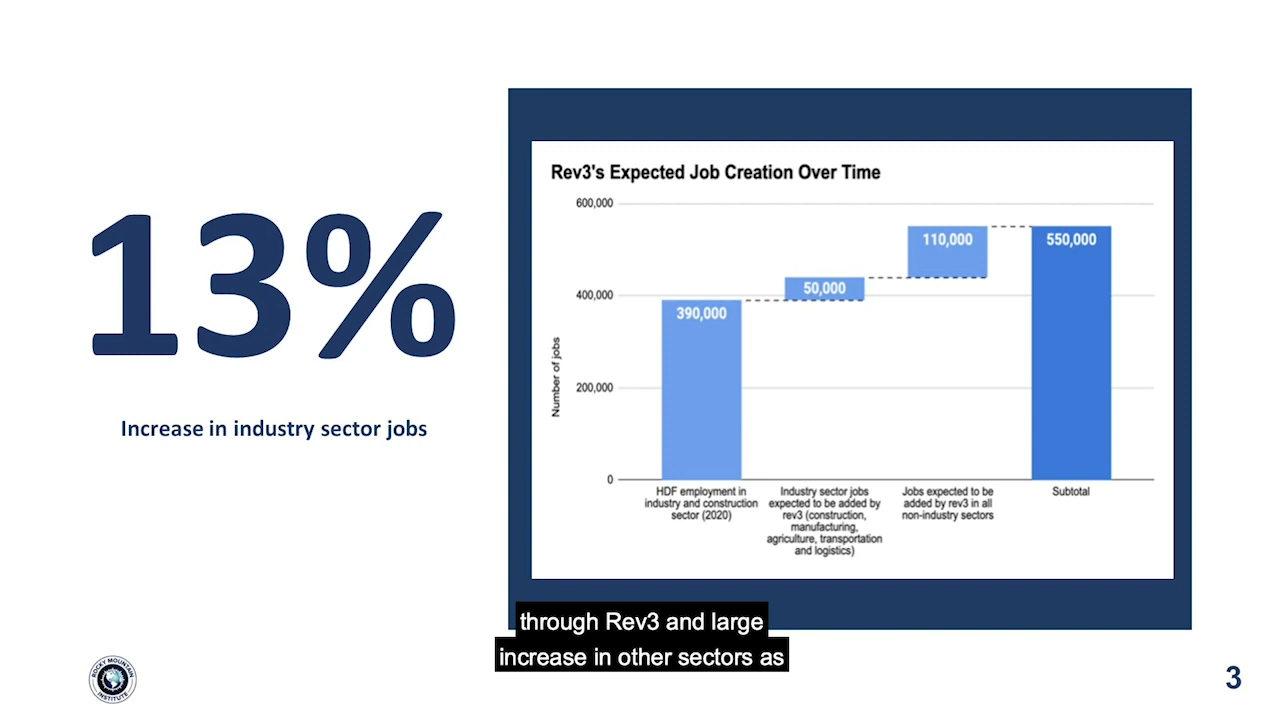 13%
Increase in industry sector jobs
Rev3's Expected Job Creation Over Time
600,000
400,000
200,000
0
Number of jobs
390,000
50,000
110,000
550,000
HDF employment in
industry and construction
sector (2020)
Industry sector jobs
expected to be added by
rev3 (construction,
manufacturing,
agriculture, transportation
and logistics)
Jobs expected to be
added by rev3 in all
non-industry sectors
Subtotal
through Rev3 and large
increase in other sectors as
ROCKY MOUNTAIN
INSTITUTE
3